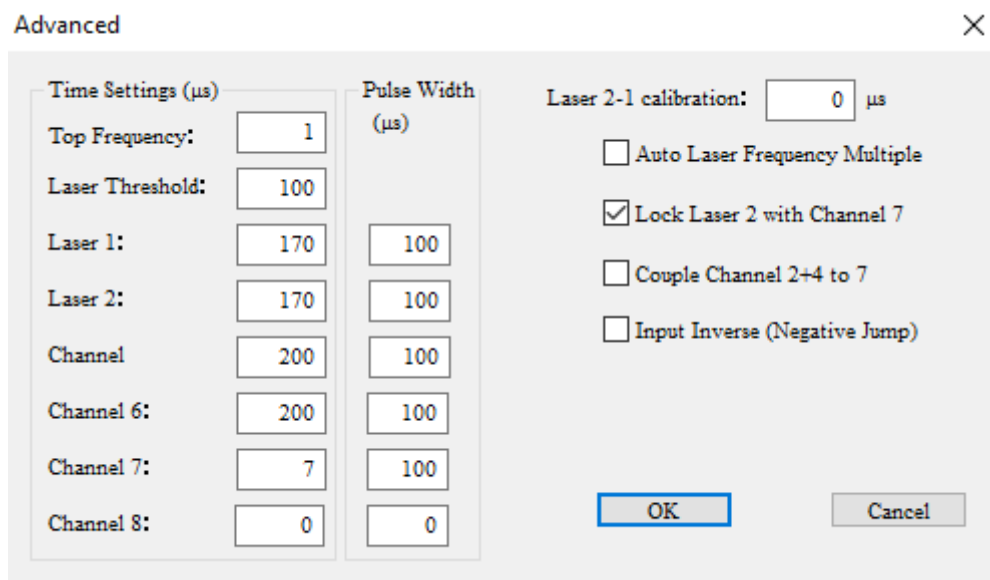 Advanced
Time Settings (μs)
Pulse Width
(μs)
Top Frequency: 1
Laser Threshold: 100
Laser 1: 170 100
Laser 2: 170 100
Channel 200 100
Channel 6: 200 100
Channel 7: 7 100
Channel 8: 0 0
Laser 2-1 calibration: 0 μs
Auto Laser Frequency Multiple
Lock Laser 2 with Channel 7
Couple Channel 2+4 to 7
Input Inverse (Negative Jump)
OK Cancel